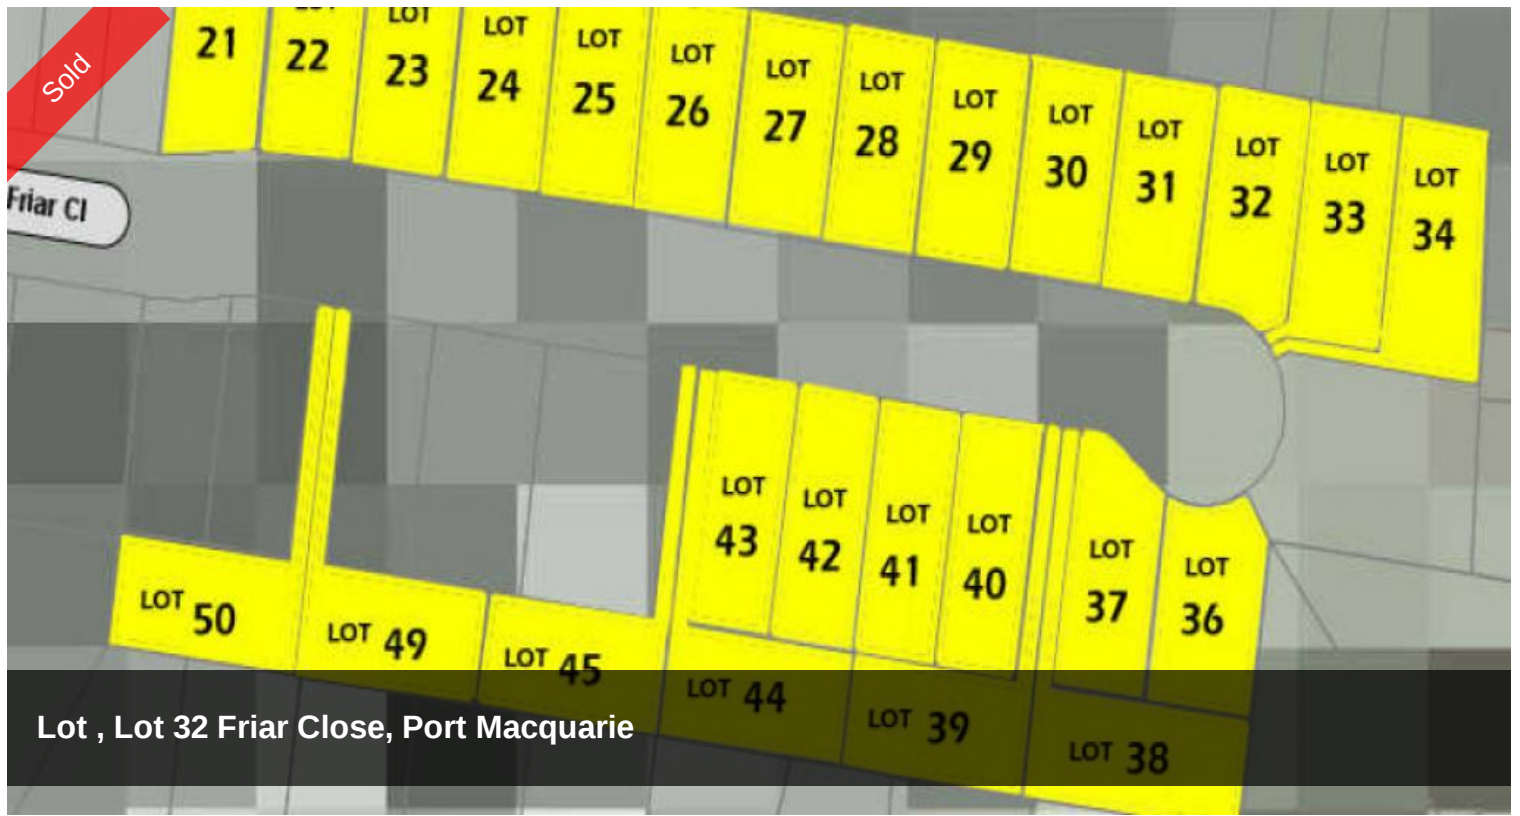 Sold
21
22
LOT
23
LOT
24
LOT
25
LOT
26
LOT
27
LOT
28
LOT
29
LOT
30
LOT
31
LOT
32
LOT
33
LOT
34
Friar Cl
LOT
43
LOT
42
LOT
41
LOT
40
LOT
37
LOT
36
LOT 50
LOT 49
LOT 45
LOT 44
LOT 39
LOT 38
Lot , Lot 32 Friar Close, Port Macquarie